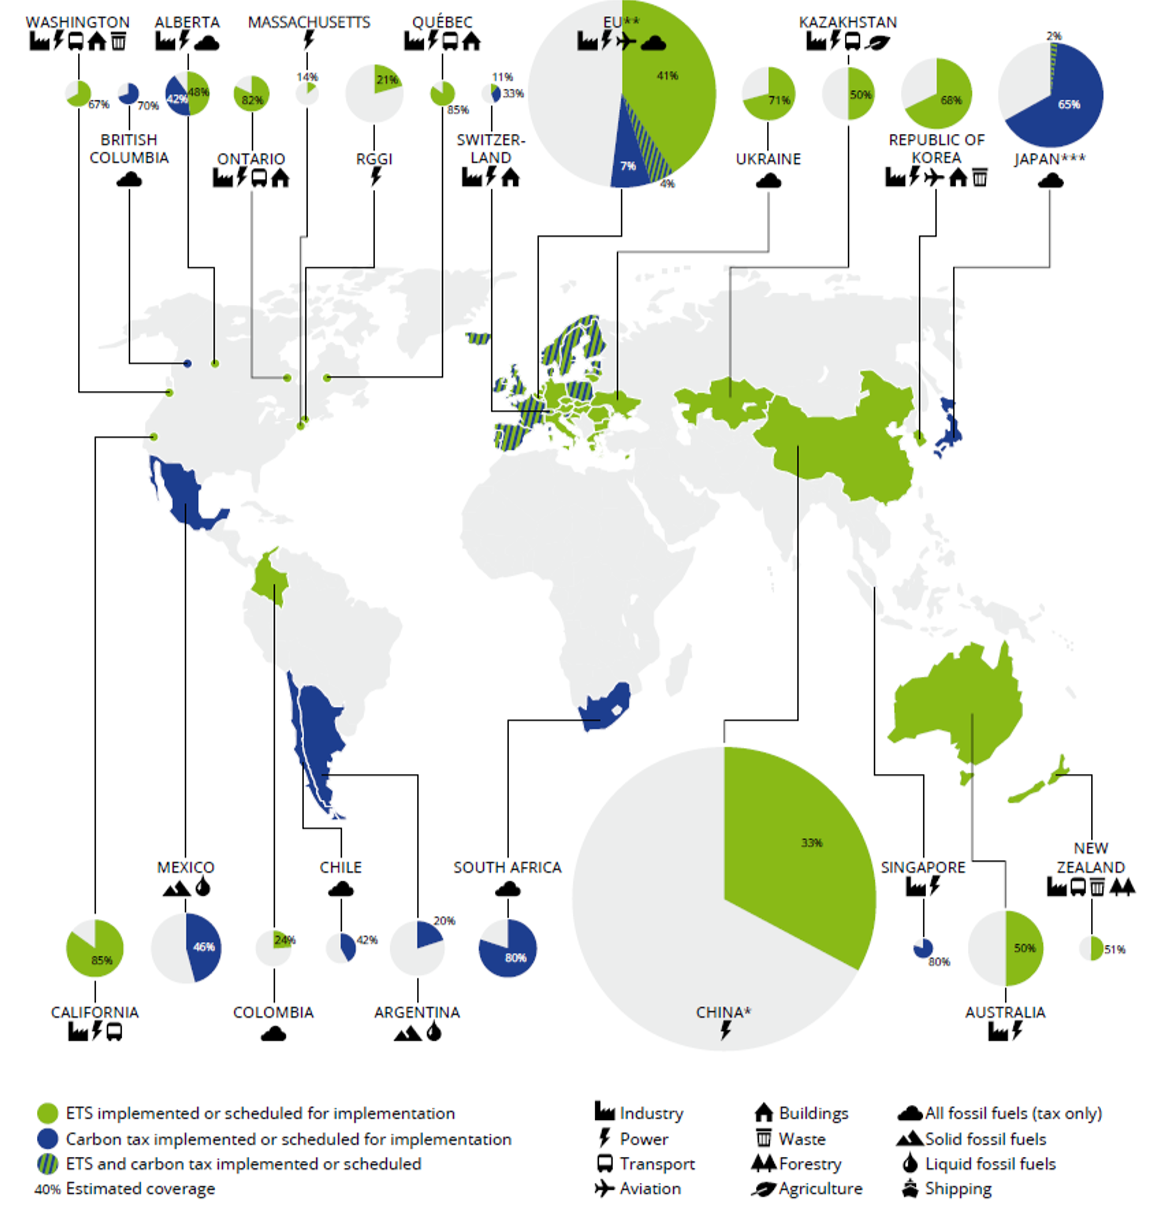 WASHINGTON
ALBERTA
MASSACHUSETTS
QUÉBEC
EU**
KAZAKHSTAN
67%
70%
42%
48%
82%
14%
21%
85%
11%
33%
41%
7%
4%
71%
50%
68%
2%
65%
BRITISH
COLUMBIA
ONTARIO
RGGI
SWITZER-
LAND
UKRAINE
REPUBLIC OF
KOREA
JAPAN***
33%
MEXICO
CHILE
SOUTH AFRICA
SINGAPORE
NEW
ZEALAND
85%
46%
24%
42%
20%
80%
80%
50%
51%
CALIFORNIA
COLOMBIA
ARGENTINA
CHINA*
AUSTRALIA
ETS implemented or scheduled for implementation
Carbon tax implemented or scheduled for implementation
ETS and carbon tax implemented or scheduled
40% Estimated coverage
Industry
Power
Transport
Aviation
Buildings
Waste
Forestry
Agriculture
All fossil fuels (tax only)
Solid fossil fuels
Liquid fossil fuels
Shipping